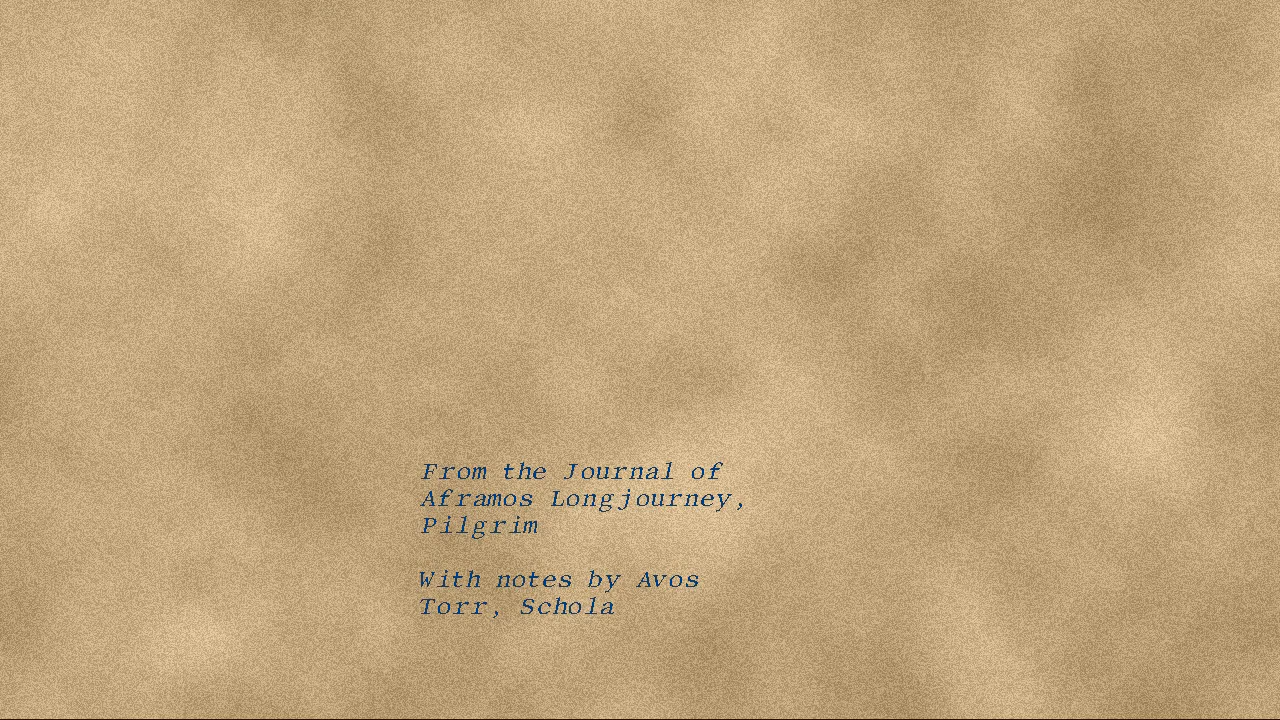 From the Journal of
Aframos Longjourney,
Pilgrim
With notes by Avos
Torr, Schola